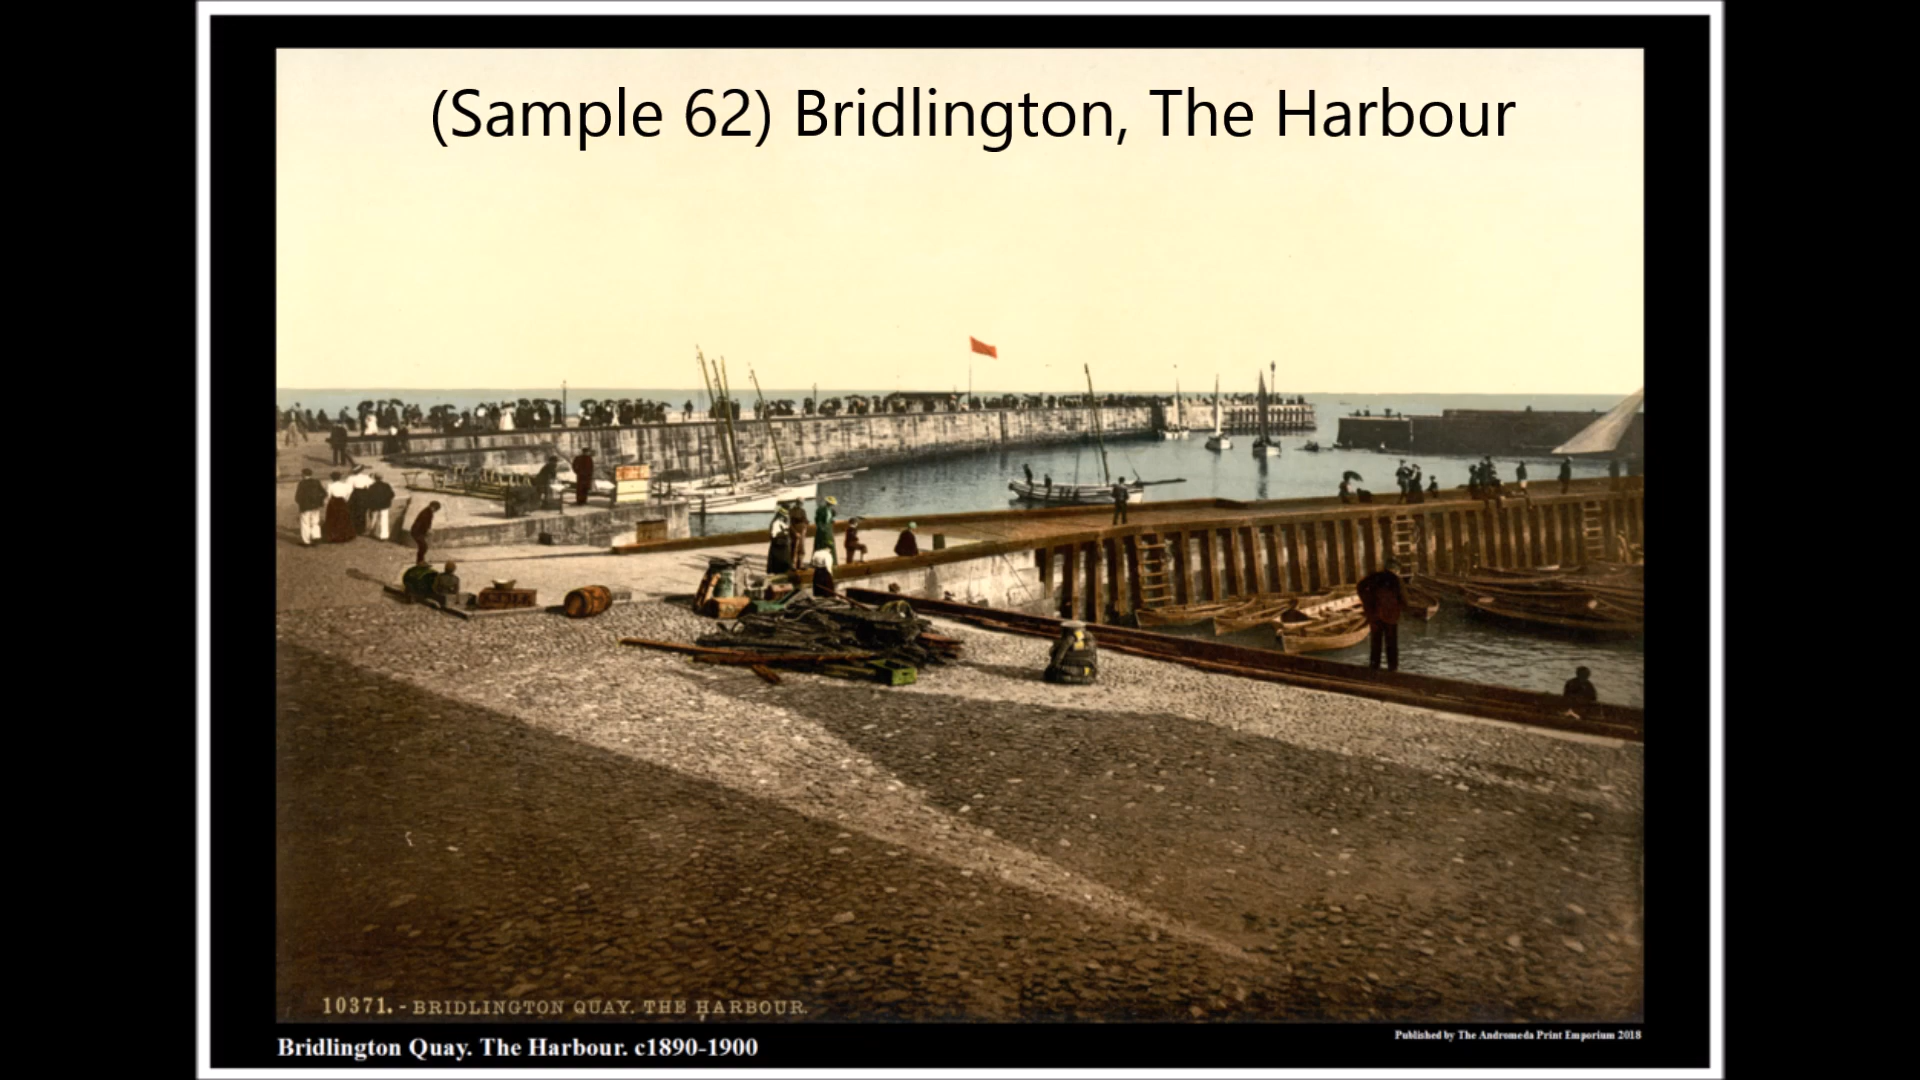 (Sample 62) Bridlington, The Harbour
10371. - BRIDLINGTON QUAY. THE HARBOUR.
Published by The Andromeda Print Emporium 2018
Bridlington Quay. The Harbour. c1890-1900